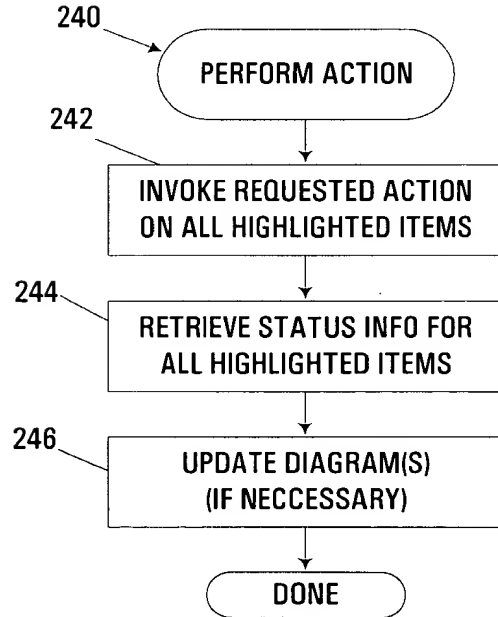 240
PERFORM ACTION
242
INVOKE REQUESTED ACTION
ON ALL HIGHLIGHTED ITEMS
244
RETRIEVE STATUS INFO FOR
ALL HIGHLIGHTED ITEMS
246
UPDATE DIAGRAM(S)
(IF NECCESSARY)
DONE